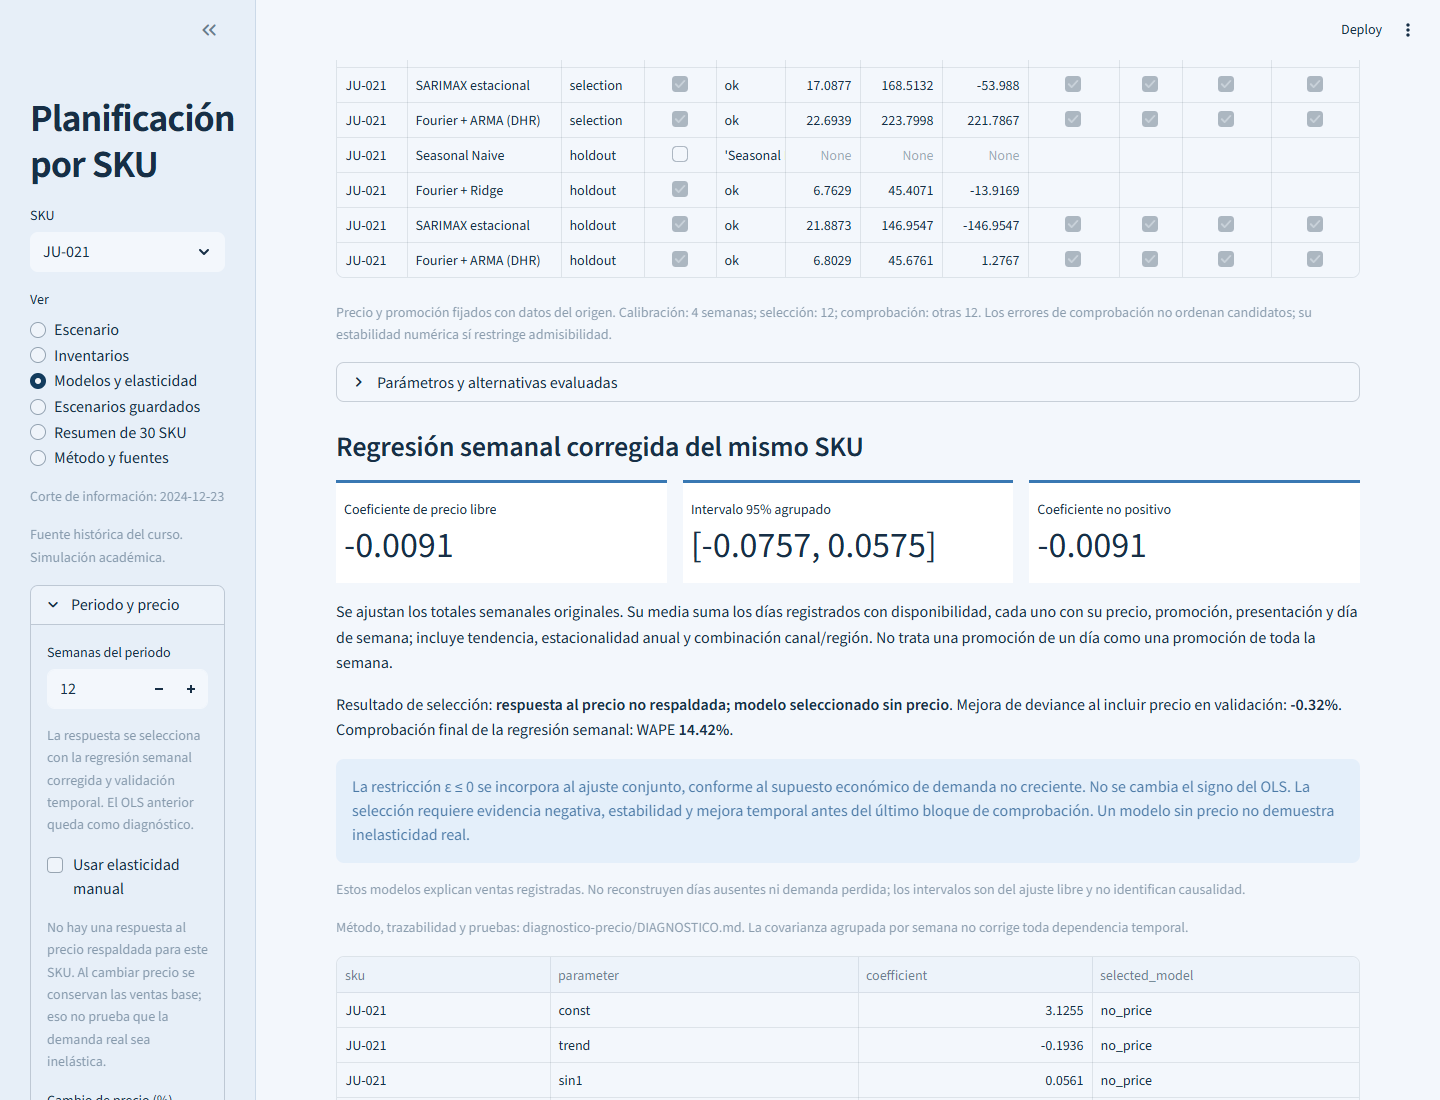 Deploy
Planificación
por SKU
SKU
JU-021
Ver
Escenario
Inventarios
Modelos y elasticidad
Escenarios guardados
Resumen de 30 SKU
Método y fuentes
Corte de información: 2024-12-23
Fuente histórica del curso.
Simulación académica.
Periodo y precio
Semanas del periodo
12
La respuesta se selecciona
con la regresión semanal
corregida y validación
temporal. El OLS anterior
queda como diagnóstico.
Usar elasticidad
manual
No hay una respuesta al
precio respaldada para este
SKU. Al cambiar precio se
conservan las ventas base;
eso no prueba que la
demanda real sea
inelástica.
Cambio de precio (%)
JU-021 SARIMAX estacional selection ok 17.0877 168.5132 -53.988
JU-021 Fourier + ARMA (DHR) selection ok 22.6939 223.7998 221.7867
JU-021 Seasonal Naive holdout 'Seasonal None None None
JU-021 Fourier + Ridge holdout ok 6.7629 45.4071 -13.9169
JU-021 SARIMAX estacional holdout ok 21.8873 146.9547 -146.9547
JU-021 Fourier + ARMA (DHR) holdout ok 6.8029 45.6761 1.2767
Precio y promoción fijados con datos del origen. Calibración: 4 semanas; selección: 12; comprobación: otras 12. Los errores de comprobación no ordenan candidatos; su
estabilidad numérica sí restringe admisibilidad.
Parámetros y alternativas evaluadas
Regresión semanal corregida del mismo SKU
Coeficiente de precio libre
-0.0091
Intervalo 95% agrupado
[-0.0757, 0.0575]
Coeficiente no positivo
-0.0091
Se ajustan los totales semanales originales. Su media suma los días registrados con disponibilidad, cada uno con su precio, promoción, presentación y día
de semana; incluye tendencia, estacionalidad anual y combinación canal/región. No trata una promoción de un día como una promoción de toda la
semana.
Resultado de selección: respuesta al precio no respaldada; modelo seleccionado sin precio. Mejora de deviance al incluir precio en validación: -0.32%.
Comprobación final de la regresión semanal: WAPE 14.42%.
La restricción ε ≤ 0 se incorpora al ajuste conjunto, conforme al supuesto económico de demanda no creciente. No se cambia el signo del OLS. La
selección requiere evidencia negativa, estabilidad y mejora temporal antes del último bloque de comprobación. Un modelo sin precio no demuestra
inelasticidad real.
Estos modelos explican ventas registradas. No reconstruyen días ausentes ni demanda perdida; los intervalos son del ajuste libre y no identifican causalidad.
Método, trazabilidad y pruebas: diagnostico-precio/DIAGNOSTICO.md. La covarianza agrupada por semana no corrige toda dependencia temporal.
sku parameter coefficient selected_model
JU-021 const 3.1255 no_price
JU-021 trend -0.1936 no_price
JU-021 sin1 0.0561 no_price